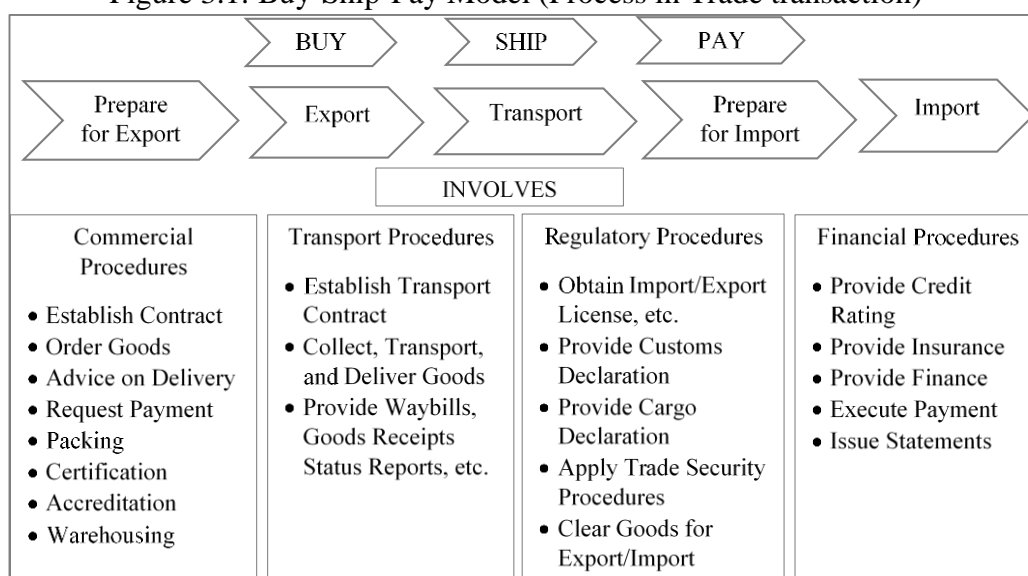 Figure 3.1: Buy-Ship-Pay Model (Process in Trade transaction)
BUY
SHIP
PAY
Prepare
for Export
Export
Transport
Prepare
for Import
Import
INVOLVES
Commercial
Procedures
• Establish Contract
• Order Goods
• Advice on Delivery
• Request Payment
• Packing
• Certification
• Accreditation
• Warehousing
Transport Procedures
• Establish Transport
Contract
• Collect, Transport,
and Deliver Goods
• Provide Waybills,
Goods Receipts
Status Reports, etc.
Regulatory Procedures
• Obtain Import/Export
License, etc.
• Provide Customs
Declaration
• Provide Cargo
Declaration
• Apply Trade Security
Procedures
• Clear Goods for
Export/Import
Financial Procedures
• Provide Credit
Rating
• Provide Insurance
• Provide Finance
• Execute Payment
• Issue Statements